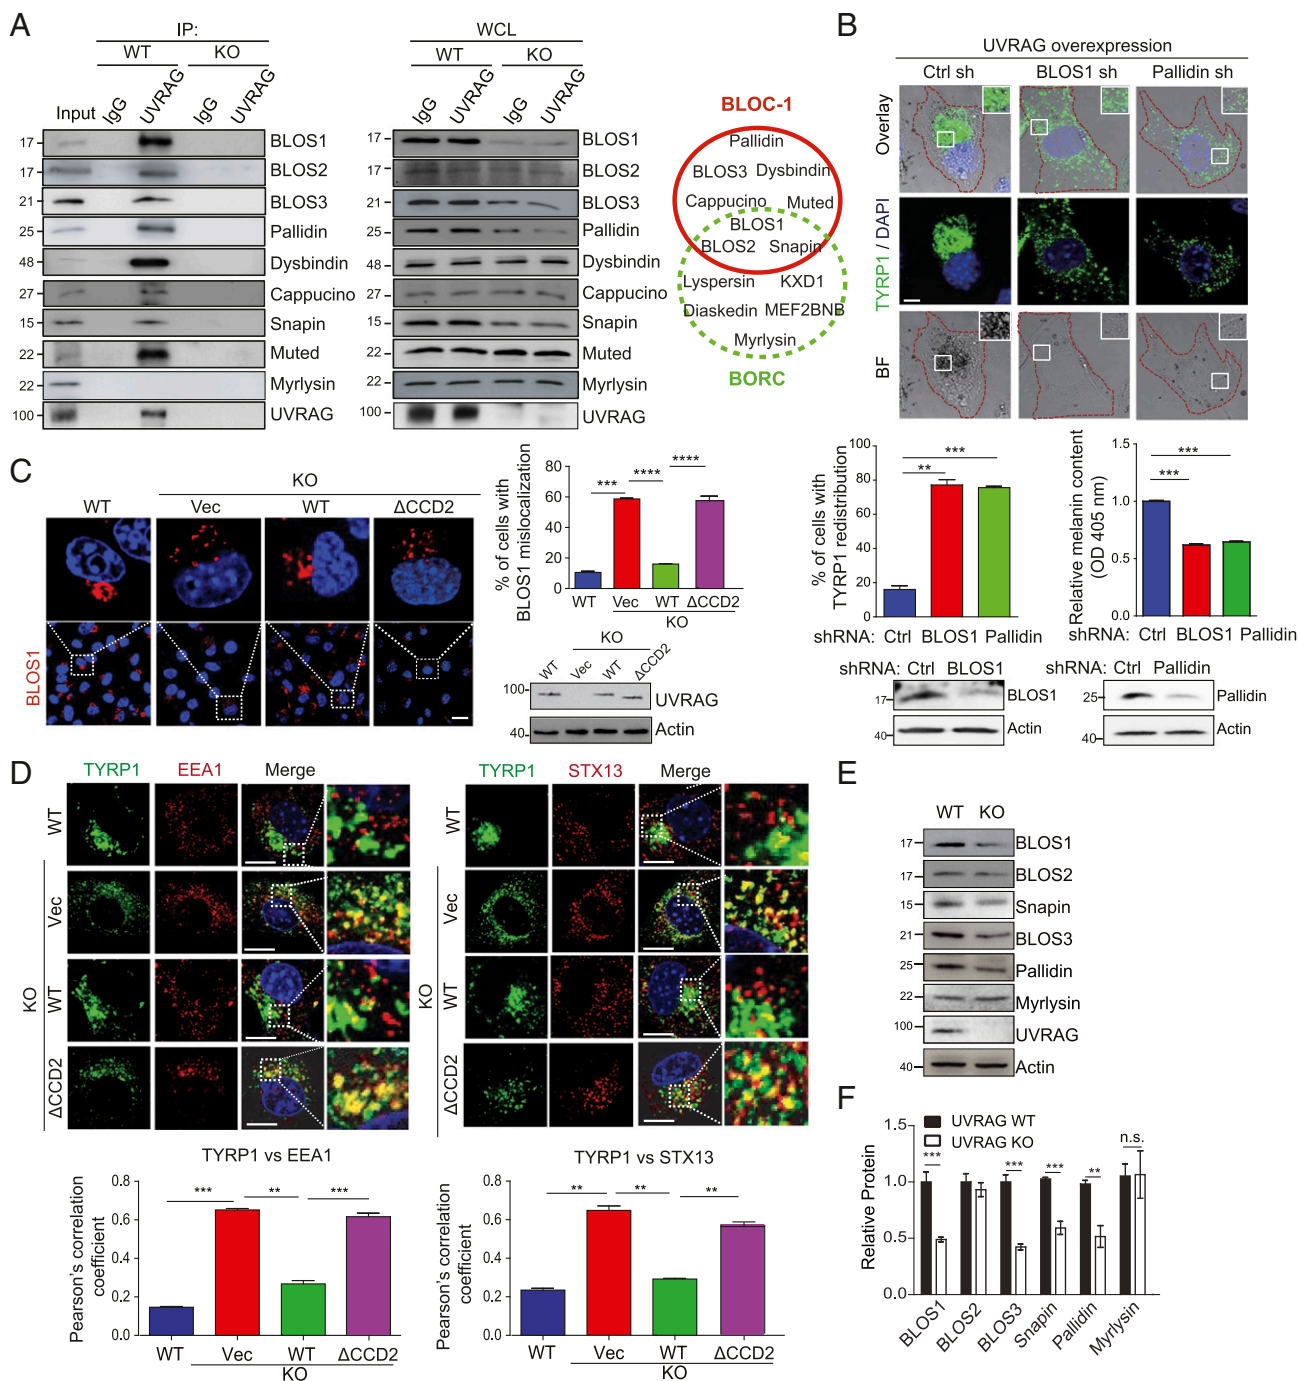 A
IP:
WT KO
Input IgG UVRAG IgG UVRAG
17 BLOS1
17 BLOS2
21 BLOS3
25 Pallidin
48 Dysbindin
27 Cappucino
15 Snapin
22 Muted
22 Myrlysin
100 UVRAG
WCL
WT KO
IgG UVRAG IgG UVRAG
17 BLOS1
17 BLOS2
21 BLOS3
25 Pallidin
48 Dysbindin
27 Cappucino
15 Snapin
22 Muted
22 Myrlysin
100 UVRAG
BLOC-1
Pallidin
BLOS3 Dysbindin
Cappucino Muted
BLOS1
BLOS2 Snapin
Lyspersin KXD1
Diaskedin MEF2BNB
Myrlysin
BORC
B
UVRAG overexpression
Ctrl sh BLOS1 sh Pallidin sh
Overlay
TYRP1 / DAPI
BF
% of cells with
TYRP1 redistribution
100
80
60
40
20
** ***
shRNA: Ctrl BLOS1 Pallidin
Relative melanin content
(OD 405 nm)
1.5
1.0
0.5
0.0
*** ***
shRNA: Ctrl BLOS1 Pallidin
shRNA: Ctrl BLOS1
17 BLOS1
40 Actin
shRNA: Ctrl Pallidin
25 Pallidin
40 Actin
C
KO
WT Vec WT ΔCCD2
BLOS1
% of cells with
BLOS1 mislocalization
80
60
40
20
0
*** **** ****
WT Vec WT ΔCCD2
KO
KO
WT Vec WT ΔCCD2
100 UVRAG
40 Actin
D
TYRP1 EEA1 Merge
WT
Vec
WT
ΔCCD2
KO
TYRP1 STX13 Merge
WT
Vec
WT
ΔCCD2
KO
TYRP1 vs EEA1
Pearson's correlation
coefficient
0.8
0.6
0.4
0.2
0.0
*** ** ***
WT Vec WT ΔCCD2
KO
TYRP1 vs STX13
Pearson's correlation
coefficient
0.8
0.6
0.4
0.2
0.0
** ** **
WT Vec WT ΔCCD2
KO
E
WT KO
17 BLOS1
17 BLOS2
15 Snapin
21 BLOS3
25 Pallidin
22 Myrlysin
100 UVRAG
40 Actin
F
UVRAG WT
UVRAG KO
Relative Protein
1.5
1.0
0.5
0.0
*** *** *** ** n.s.
BLOS1 BLOS2 BLOS3 Snapin Pallidin Myrlysin